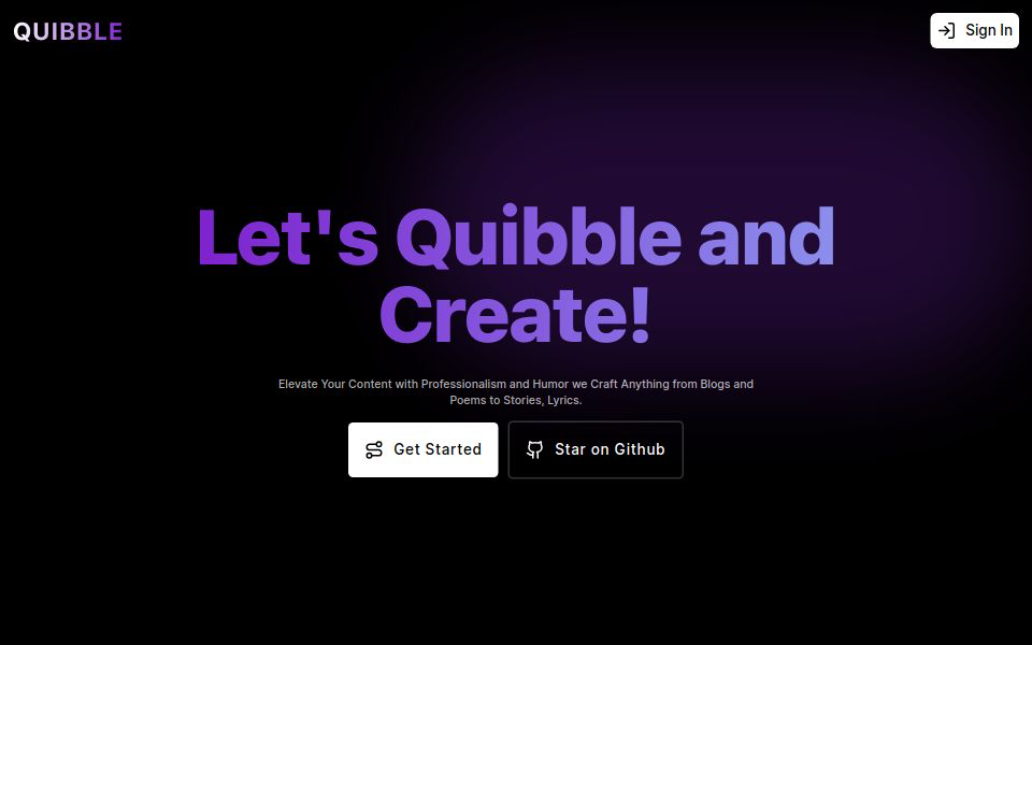 QUIBBLE
Sign In
Let's Quibble and
Create!
Elevate Your Content with Professionalism and Humor we Craft Anything from Blogs and
Poems to Stories, Lyrics.
Get Started
Star on Github